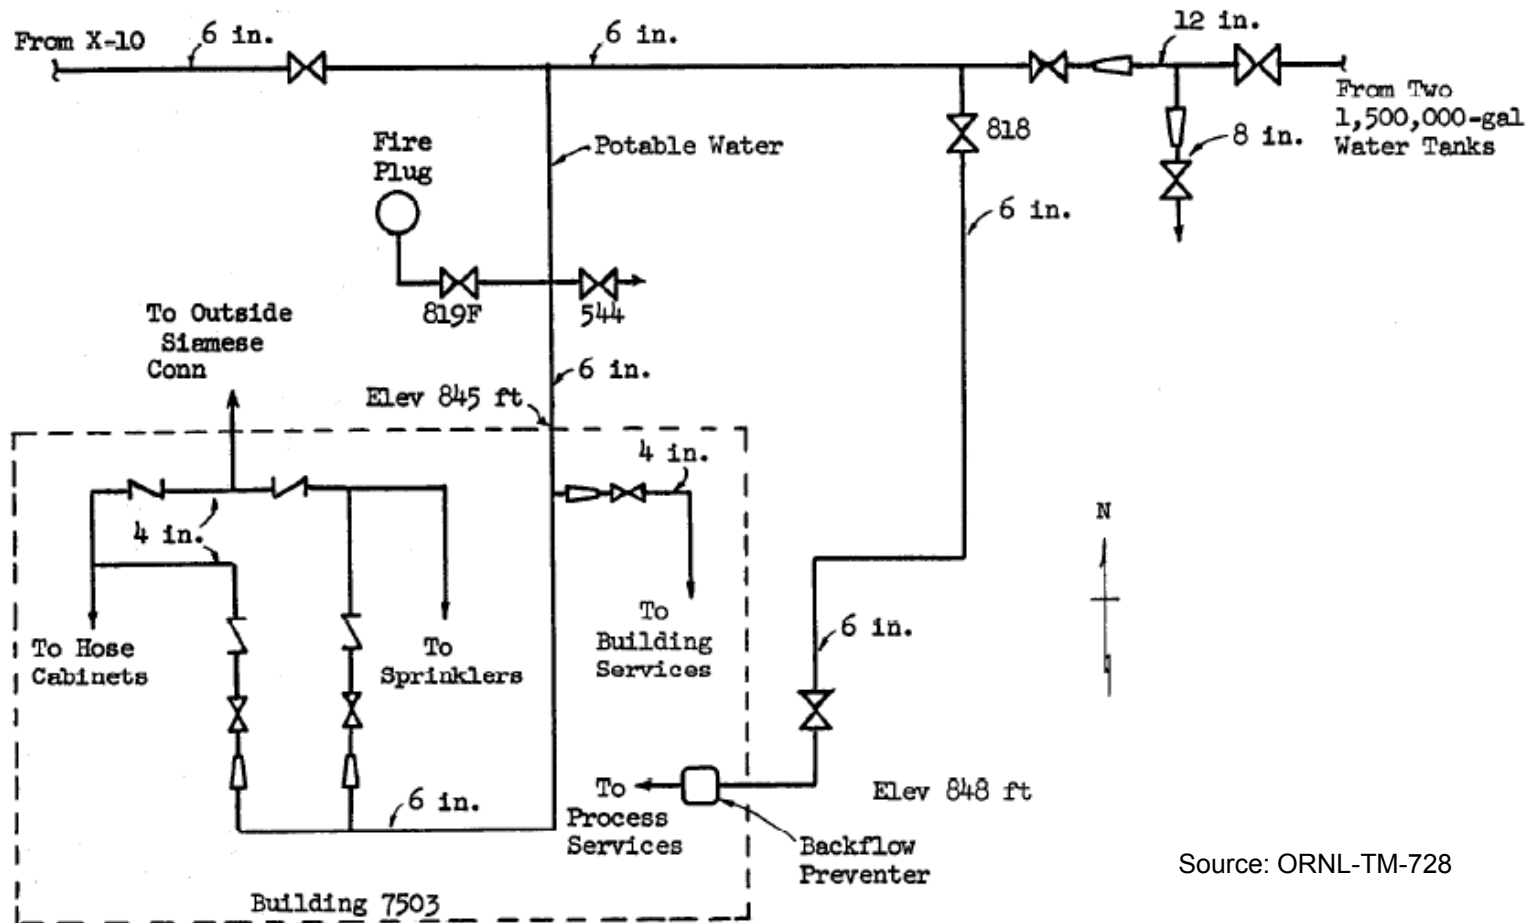 From X-10
6 in.
6 in.
12 in.
From Two
1,500,000-gal
Water Tanks
818
8 in.
Potable Water
Fire
Plug
6 in.
819F
544
To Outside
Siamese
Conn
6 in.
Elev 845 ft
4 in.
4 in.
N
To Hose
Cabinets
To
Sprinklers
To
Building
Services
6 in.
6 in.
To
Process
Services
Elev 848 ft
Backflow
Preventer
Building 7503
Source: ORNL-TM-728